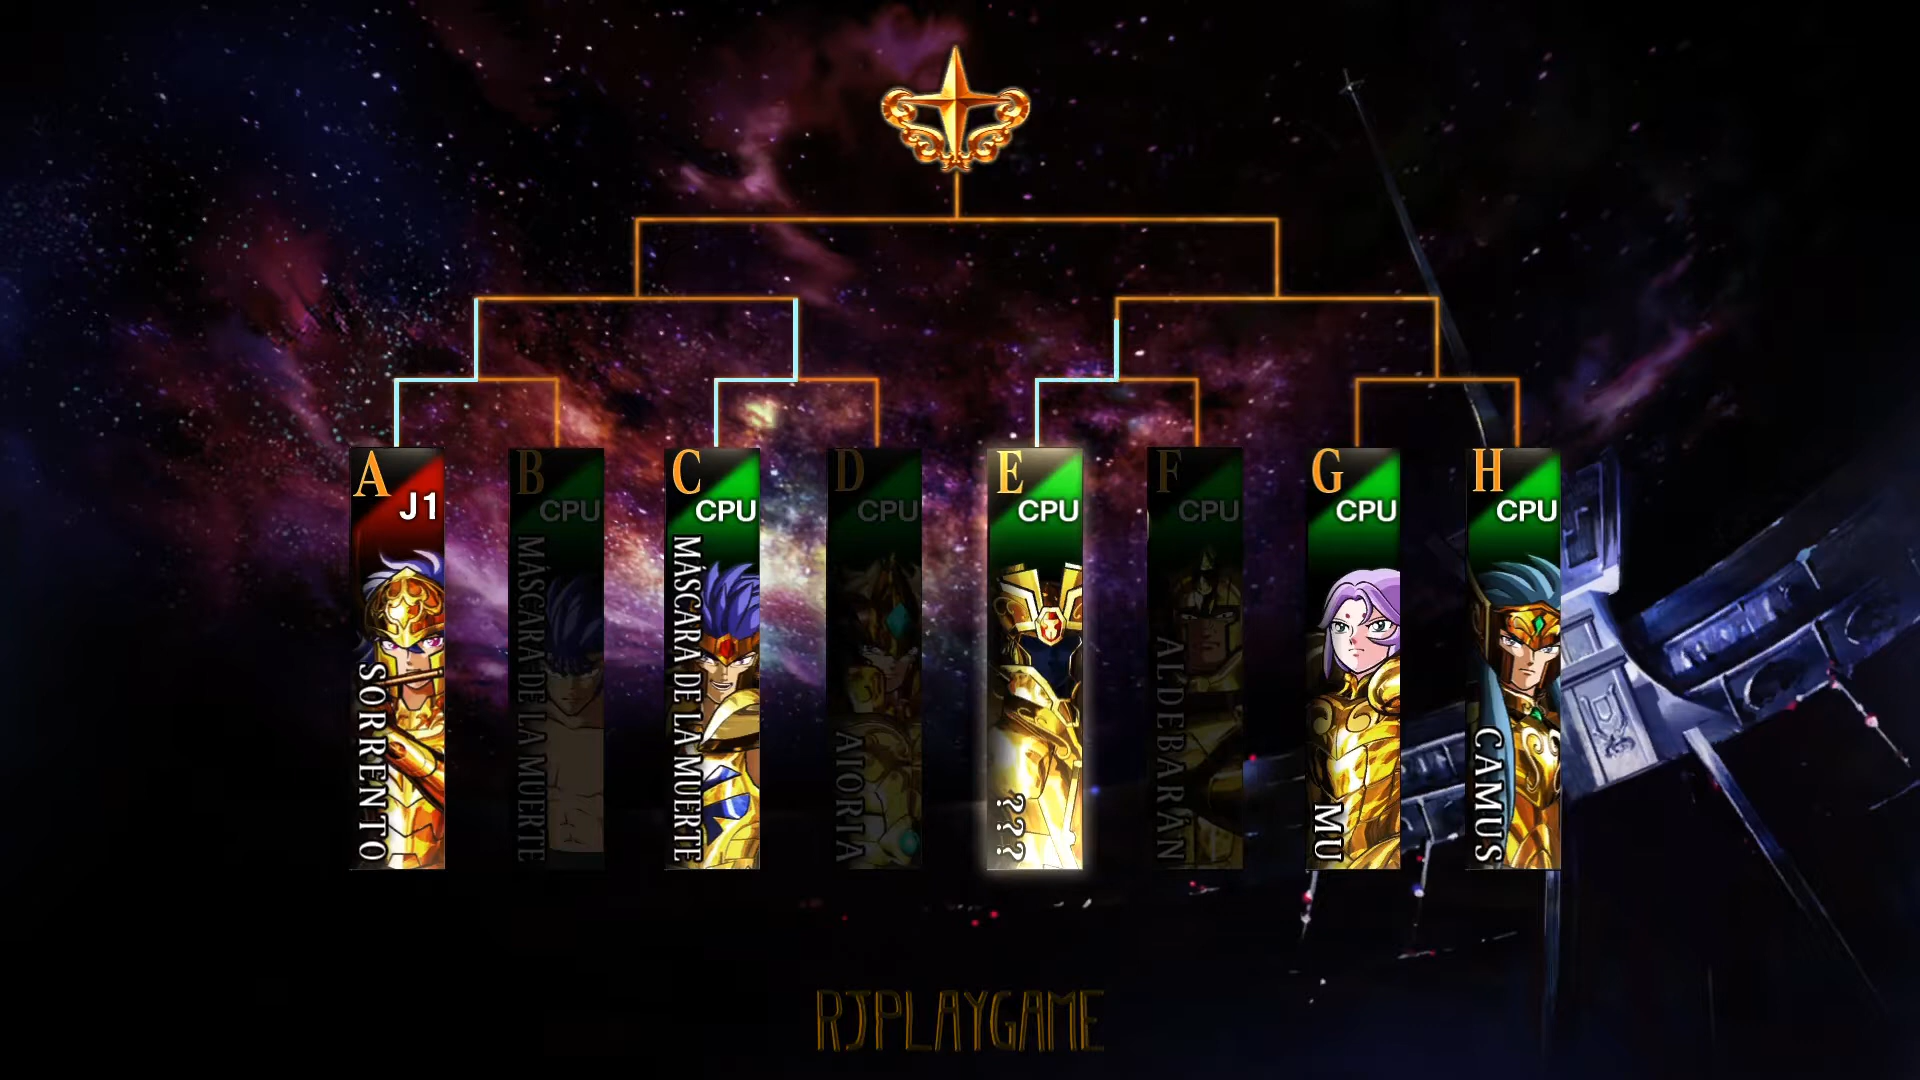 A
J1
SORRENTO
B
CPU
MÁSCARA DE LA MUERTE
C
CPU
MÁSCARA DE LA MUERTE
D
CPU
AIORIA
E
CPU
???
F
CPU
ALDEBARÁN
G
CPU
MU
H
CPU
CAMUS
RJPLAYGAME